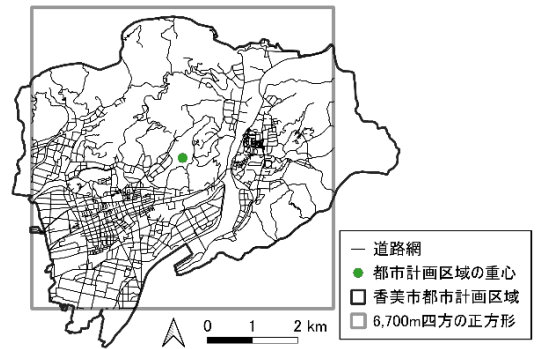 道路網
都市計画区域の重心
香美市都市計画区域
6,700m四方の正方形
0 1 2 km